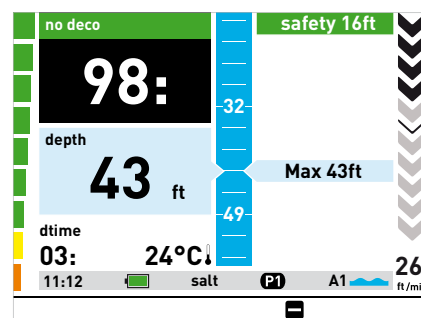 no deco
98:
safety 16ft
32
depth
43 ft
Max 43ft
49
dtime
03: 24°C
26
ft/mi
11:12 salt P1 A1